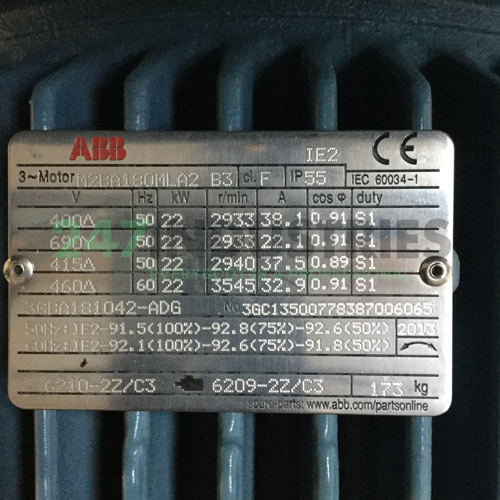 ABB IE2 CE
3~Motor M2BA180MLA2 B3 cl. F IP 55 IEC 60034-1
V Hz kW r/min A cos φ duty
400Δ 50 22 2933 38.1 0.91 S1
690Y 50 22 2933 22.1 0.91 S1
415Δ 50 22 2940 37.5 0.89 S1
460Δ 60 22 3545 32.9 0.91 S1
3GBA181042-ADG No 3GC13500778387006065
50Hz:IE2-91.5(100%)-92.8(75%)-92.6(50%) 2013
60Hz:IE2-92.1(100%)-92.6(75%)-91.8(50%)
6210-2Z/C3 6209-2Z/C3 173 kg
spare-parts: www.abb.com/partsonline